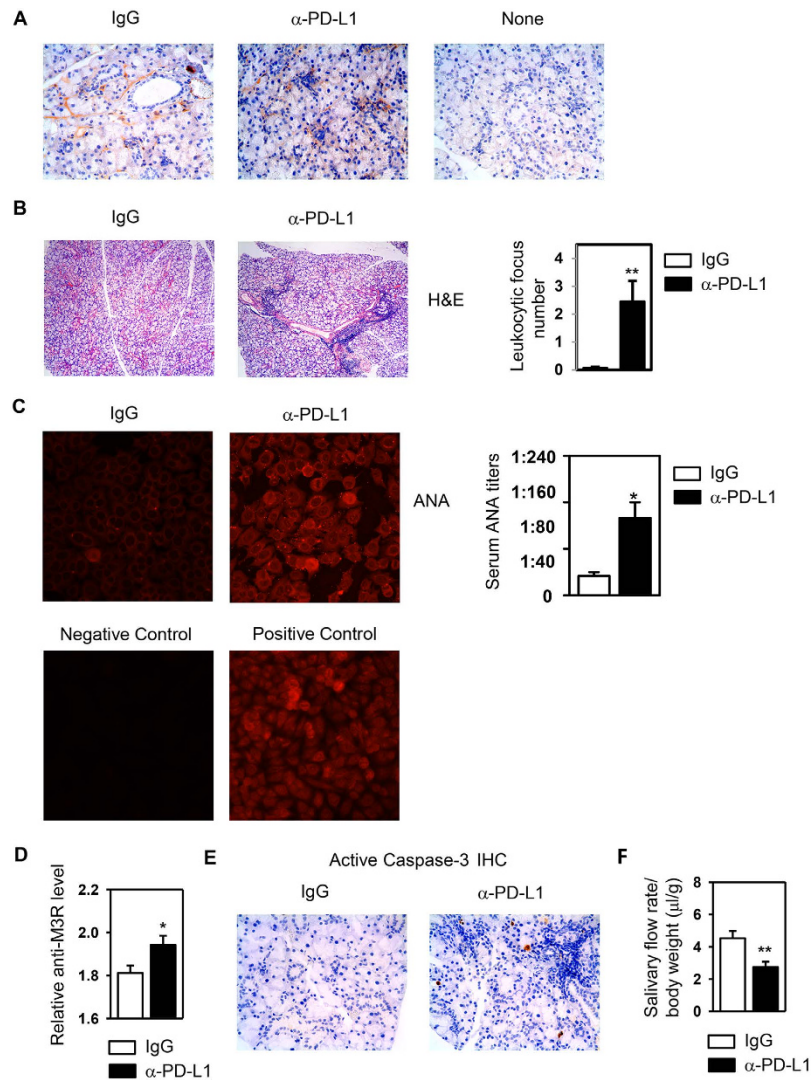 A
IgG
α-PD-L1
None
B
IgG
α-PD-L1
H&E
Leukocytic focus
number
4
3
2
1
0
**
IgG
α-PD-L1
C
IgG
α-PD-L1
ANA
Serum ANA titers
1:240
1:160
1:80
1:40
0
*
IgG
α-PD-L1
Negative Control
Positive Control
D
Relative anti-M3R level
2.2
2.0
1.8
1.6
*
IgG
α-PD-L1
E
Active Caspase-3 IHC
IgG
α-PD-L1
F
Salivary flow rate/
body weight (μl/g)
8
6
4
2
0
**
IgG
α-PD-L1